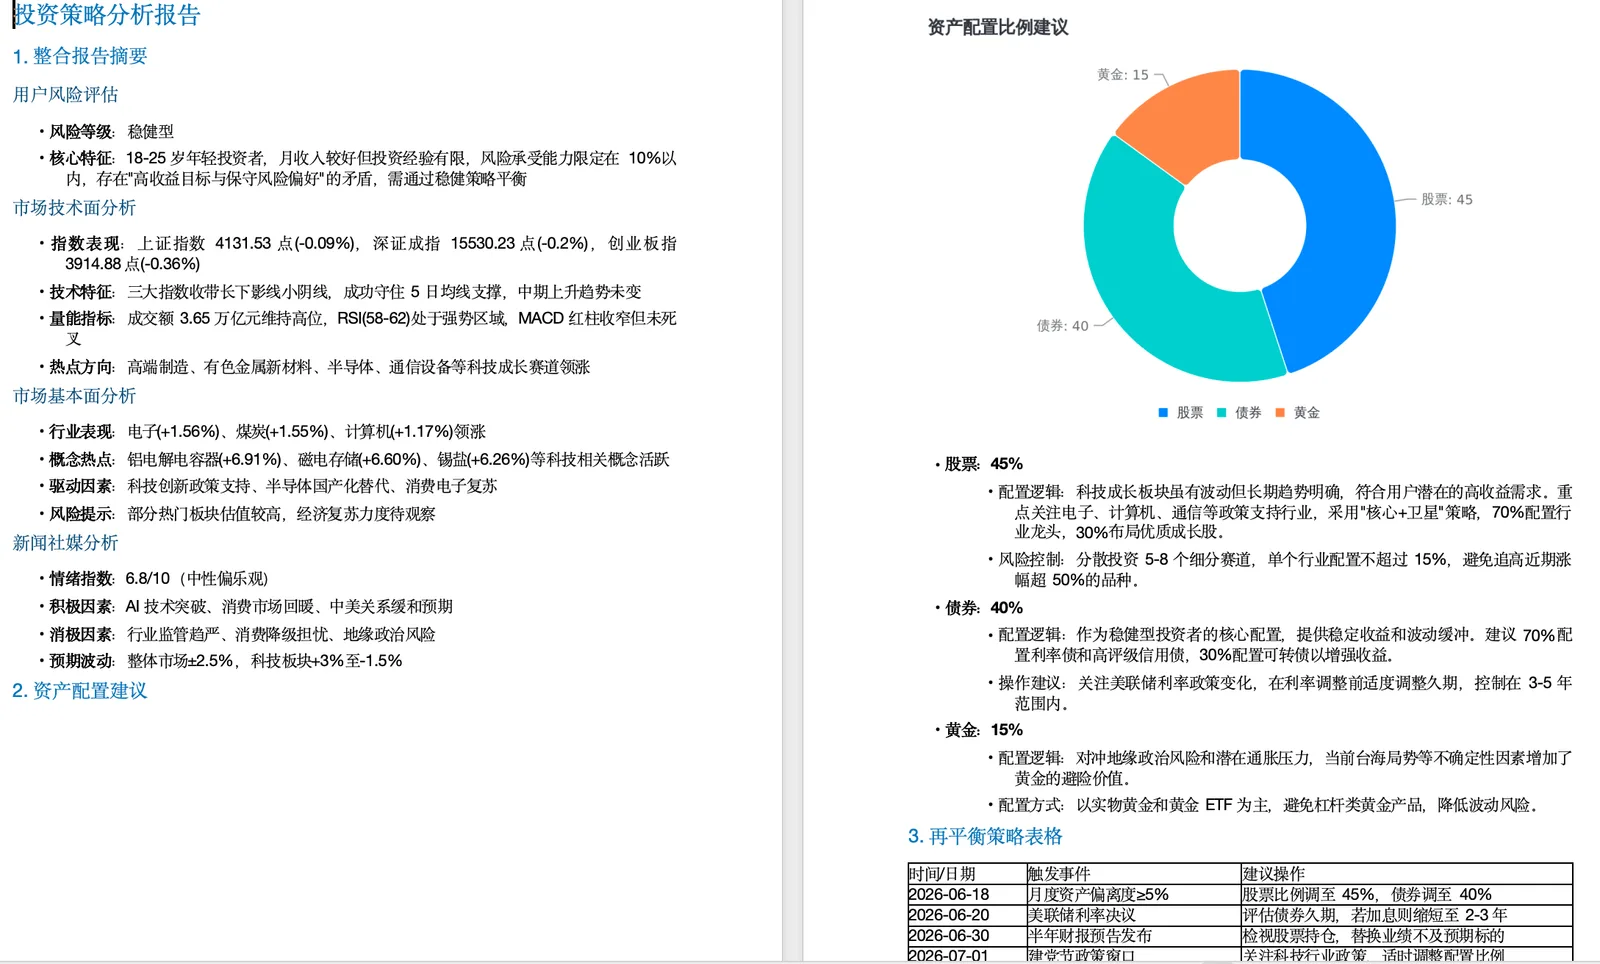 投资策略分析报告
1. 整合报告摘要
用户风险评估
• 风险等级：稳健型
• 核心特征：18-25 岁年轻投资者，月收入较好但投资经验有限，风险承受能力限定在 10%以
内，存在"高收益目标与保守风险偏好"的矛盾，需通过稳健策略平衡
市场技术面分析
• 指数表现：上证指数 4131.53 点(-0.09%)，深证成指 15530.23 点(-0.2%)，创业板指
3914.88 点(-0.36%)
• 技术特征：三大指数收带长下影线小阴线，成功守住 5 日均线支撑，中期上升趋势未变
• 量能指标：成交额 3.65 万亿元维持高位，RSI(58-62)处于强势区域，MACD 红柱收窄但未死
叉
• 热点方向：高端制造、有色金属新材料、半导体、通信设备等科技成长赛道领涨
市场基本面分析
• 行业表现：电子(+1.56%)、煤炭(+1.55%)、计算机(+1.17%)领涨
• 概念热点：铝电解电容器(+6.91%)、磁电存储(+6.60%)、锡盐(+6.26%)等科技相关概念活跃
• 驱动因素：科技创新政策支持、半导体国产化替代、消费电子复苏
• 风险提示：部分热门板块估值较高，经济复苏力度待观察
新闻社媒分析
• 情绪指数：6.8/10（中性偏乐观）
• 积极因素：AI 技术突破、消费市场回暖、中美关系缓和预期
• 消极因素：行业监管趋严、消费降级担忧、地缘政治风险
• 预期波动：整体市场±2.5%，科技板块+3%至-1.5%
2. 资产配置建议
资产配置比例建议
黄金: 15
股票: 45
债券: 40
股票 债券 黄金
• 股票：45%
• 配置逻辑：科技成长板块虽有波动但长期趋势明确，符合用户潜在的高收益需求。重
点关注电子、计算机、通信等政策支持行业，采用"核心+卫星"策略，70%配置行
业龙头，30%布局优质成长股。
• 风险控制：分散投资 5-8 个细分赛道，单个行业配置不超过 15%，避免追高近期涨
幅超 50%的品种。
• 债券：40%
• 配置逻辑：作为稳健型投资者的核心配置，提供稳定收益和波动缓冲。建议 70%配
置利率债和高评级信用债，30%配置可转债以增强收益。
• 操作建议：关注美联储利率政策变化，在利率调整前适度调整久期，控制在 3-5 年
范围内。
• 黄金：15%
• 配置逻辑：对冲地缘政治风险和潜在通胀压力，当前台海局势等不确定性因素增加了
黄金的避险价值。
• 配置方式：以实物黄金和黄金 ETF 为主，避免杠杆类黄金产品，降低波动风险。
3. 再平衡策略表格
时间/日期 触发事件 建议操作
2026-06-18 月度资产偏离度≥5% 股票比例调至 45%，债券调至 40%
2026-06-20 美联储利率决议 评估债券久期，若加息则缩短至 2-3 年
2026-06-30 半年财报预告发布 检视股票持仓，替换业绩不及预期标的
2026-07-01 建党节政策窗口 关注科技行业政策，适时调整配置比例